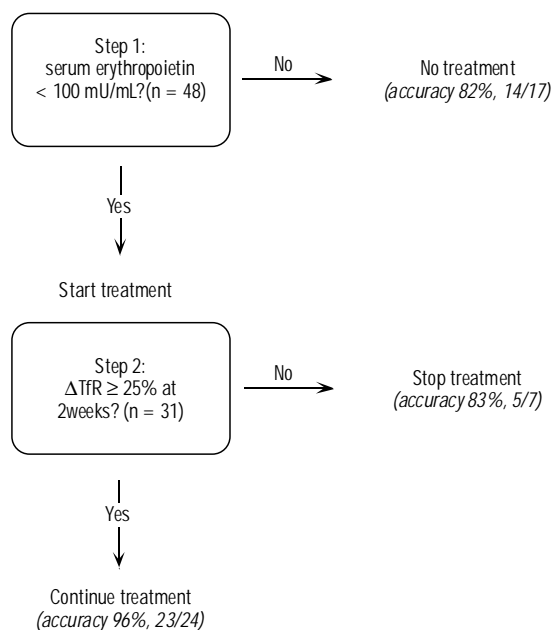 Step 1:
serum erythropoietin
< 100 mU/mL?(n = 48)
No
No treatment
(accuracy 82%, 14/17)
Yes
Start treatment
Step 2:
ΔTfR ≥ 25% at
2weeks? (n = 31)
No
Stop treatment
(accuracy 83%, 5/7)
Yes
Continue treatment
(accuracy 96%, 23/24)